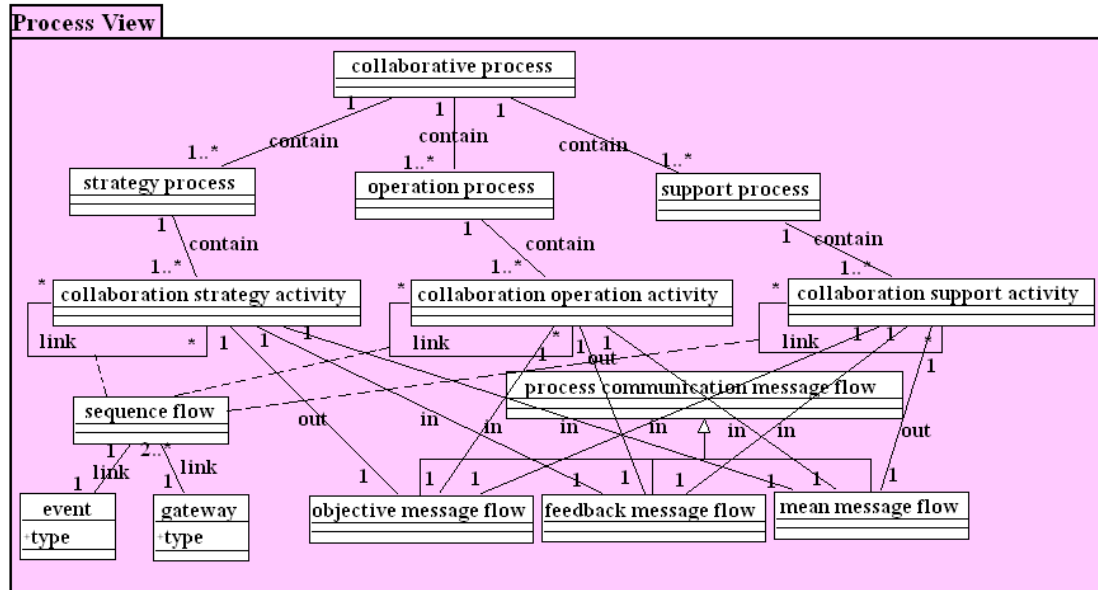 Process View
collaborative process
1 1 1
contain contain contain
1..* 1..* 1..*
strategy process operation process support process
1 1 1
contain contain contain
1..* 1..* 1..*
* collaboration strategy activity * collaboration operation activity * collaboration support activity
link * 1 1 1 link * 1 1 1 link * 1 1 1
out
process communication message flow
sequence flow
out in in in in in out
1 2..*
link link
1 1 1 1 1 1 1 1 1 1 1
event gateway objective message flow feedback message flow mean message flow
+type +type